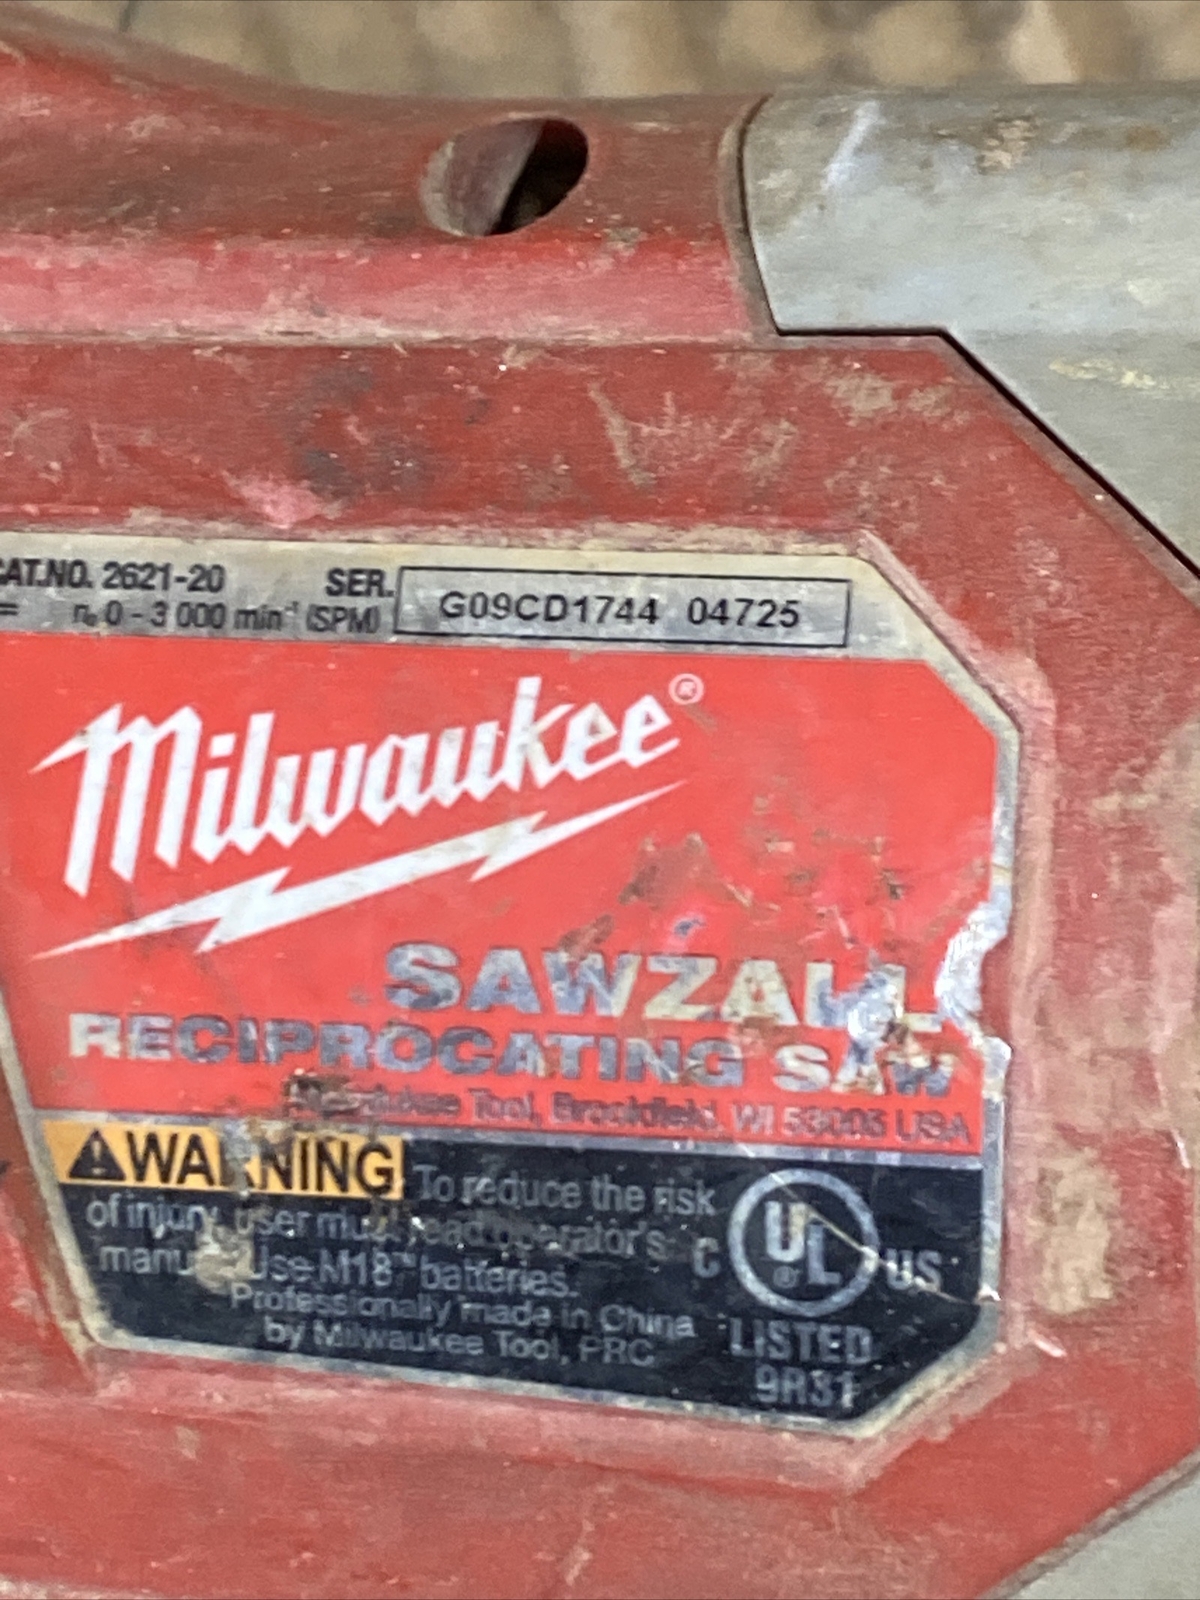 CAT.NO. 2621-20 SER. G09CD1744 04725
n₀ 0 - 3 000 min⁻¹ (SPM)
Milwaukee®
SAWZALL
RECIPROCATING SAW
Tool, Brookfield, WI 53005 USA
⚠WARNING To reduce the risk
of injury, user must read operator's
manual. Use M18™ batteries.
Professionally made in China
by Milwaukee Tool, PRC
C UL® US
LISTED
9R31